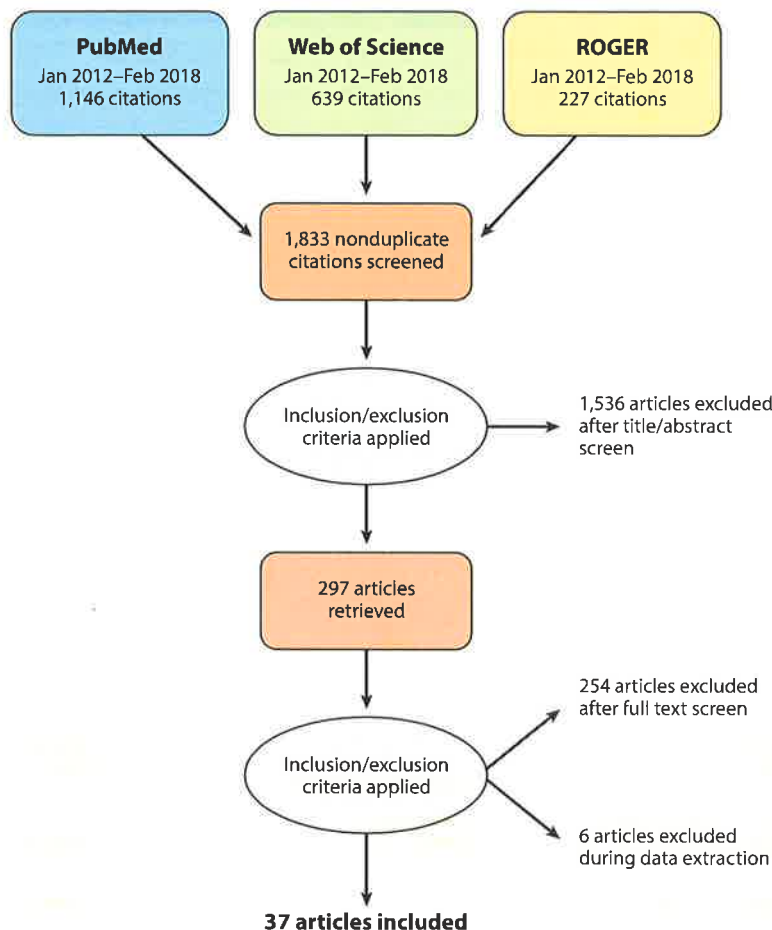 PubMed
Jan 2012–Feb 2018
1,146 citations
Web of Science
Jan 2012–Feb 2018
639 citations
ROGER
Jan 2012–Feb 2018
227 citations
1,833 nonduplicate
citations screened
Inclusion/exclusion
criteria applied
1,536 articles excluded
after title/abstract
screen
297 articles
retrieved
Inclusion/exclusion
criteria applied
254 articles excluded
after full text screen
6 articles excluded
during data extraction
37 articles included